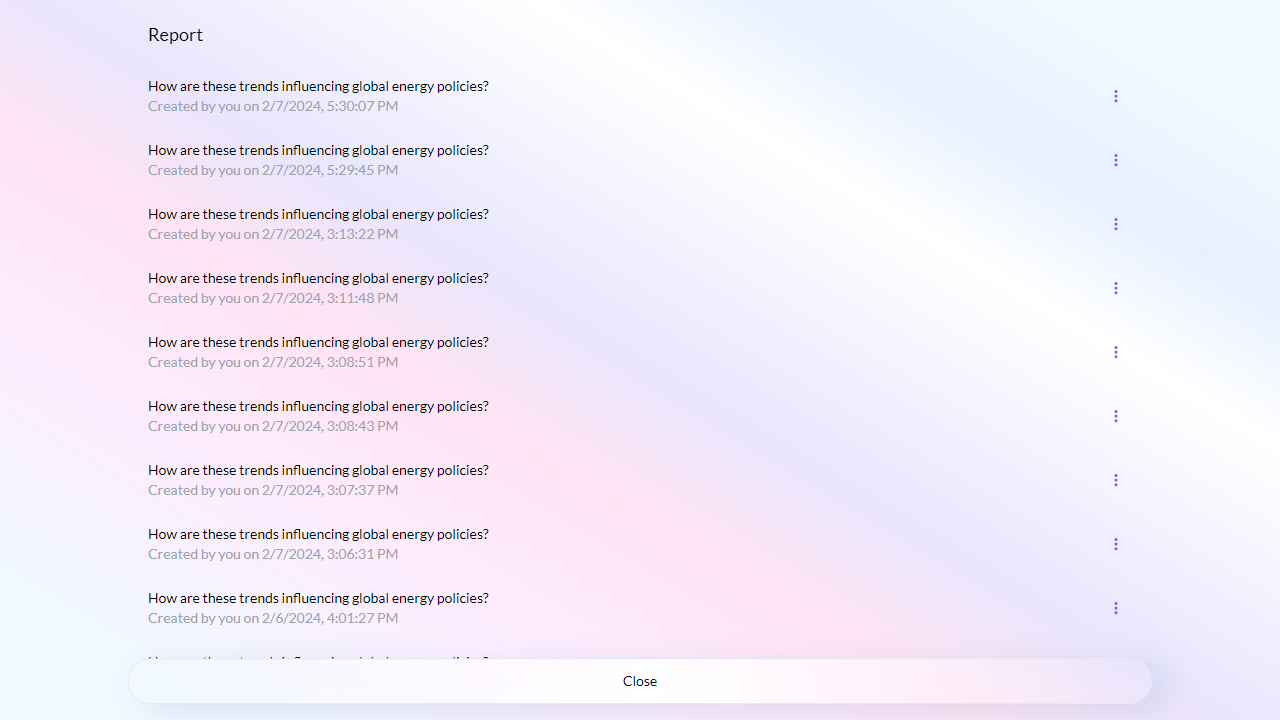 Report
How are these trends influencing global energy policies?
Created by you on 2/7/2024, 5:30:07 PM
How are these trends influencing global energy policies?
Created by you on 2/7/2024, 5:29:45 PM
How are these trends influencing global energy policies?
Created by you on 2/7/2024, 3:13:22 PM
How are these trends influencing global energy policies?
Created by you on 2/7/2024, 3:11:48 PM
How are these trends influencing global energy policies?
Created by you on 2/7/2024, 3:08:51 PM
How are these trends influencing global energy policies?
Created by you on 2/7/2024, 3:08:43 PM
How are these trends influencing global energy policies?
Created by you on 2/7/2024, 3:07:37 PM
How are these trends influencing global energy policies?
Created by you on 2/7/2024, 3:06:31 PM
How are these trends influencing global energy policies?
Created by you on 2/6/2024, 4:01:27 PM
Close